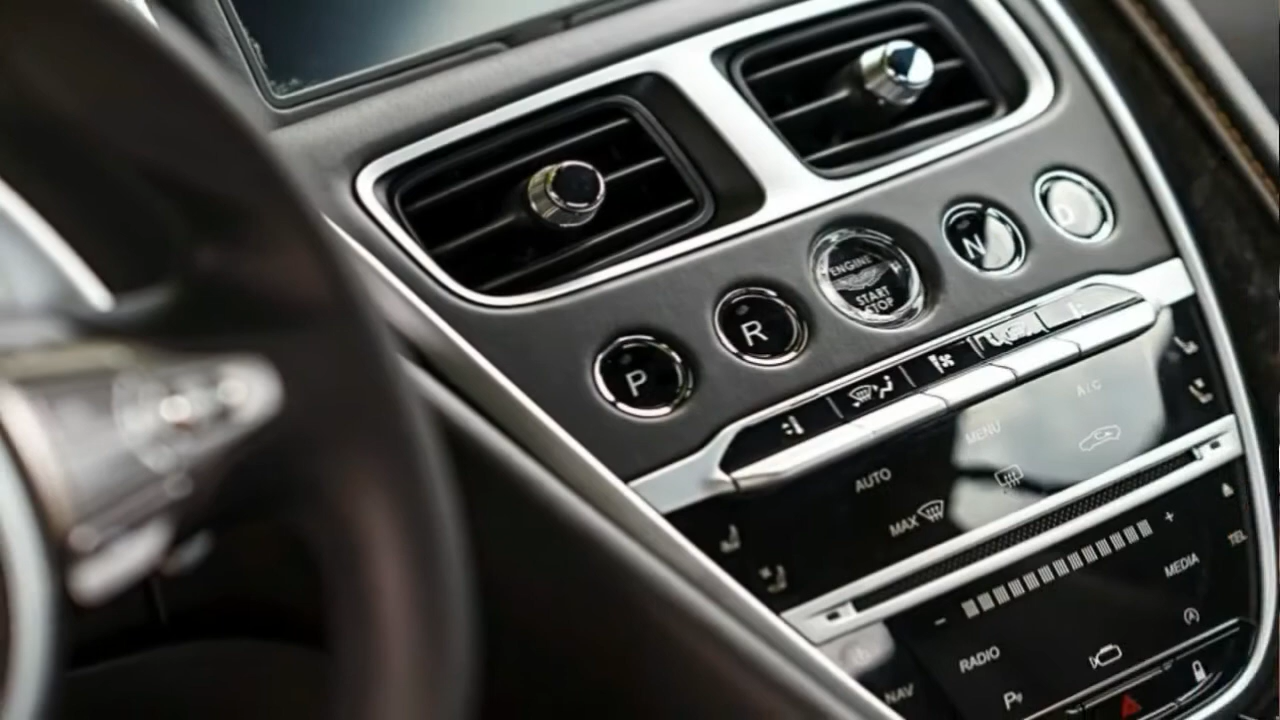 P
R
ENGINE
START
STOP
N
D
A/C
MENU
AUTO
MAX
+
TEL
MEDIA
-
RADIO
P
NAV